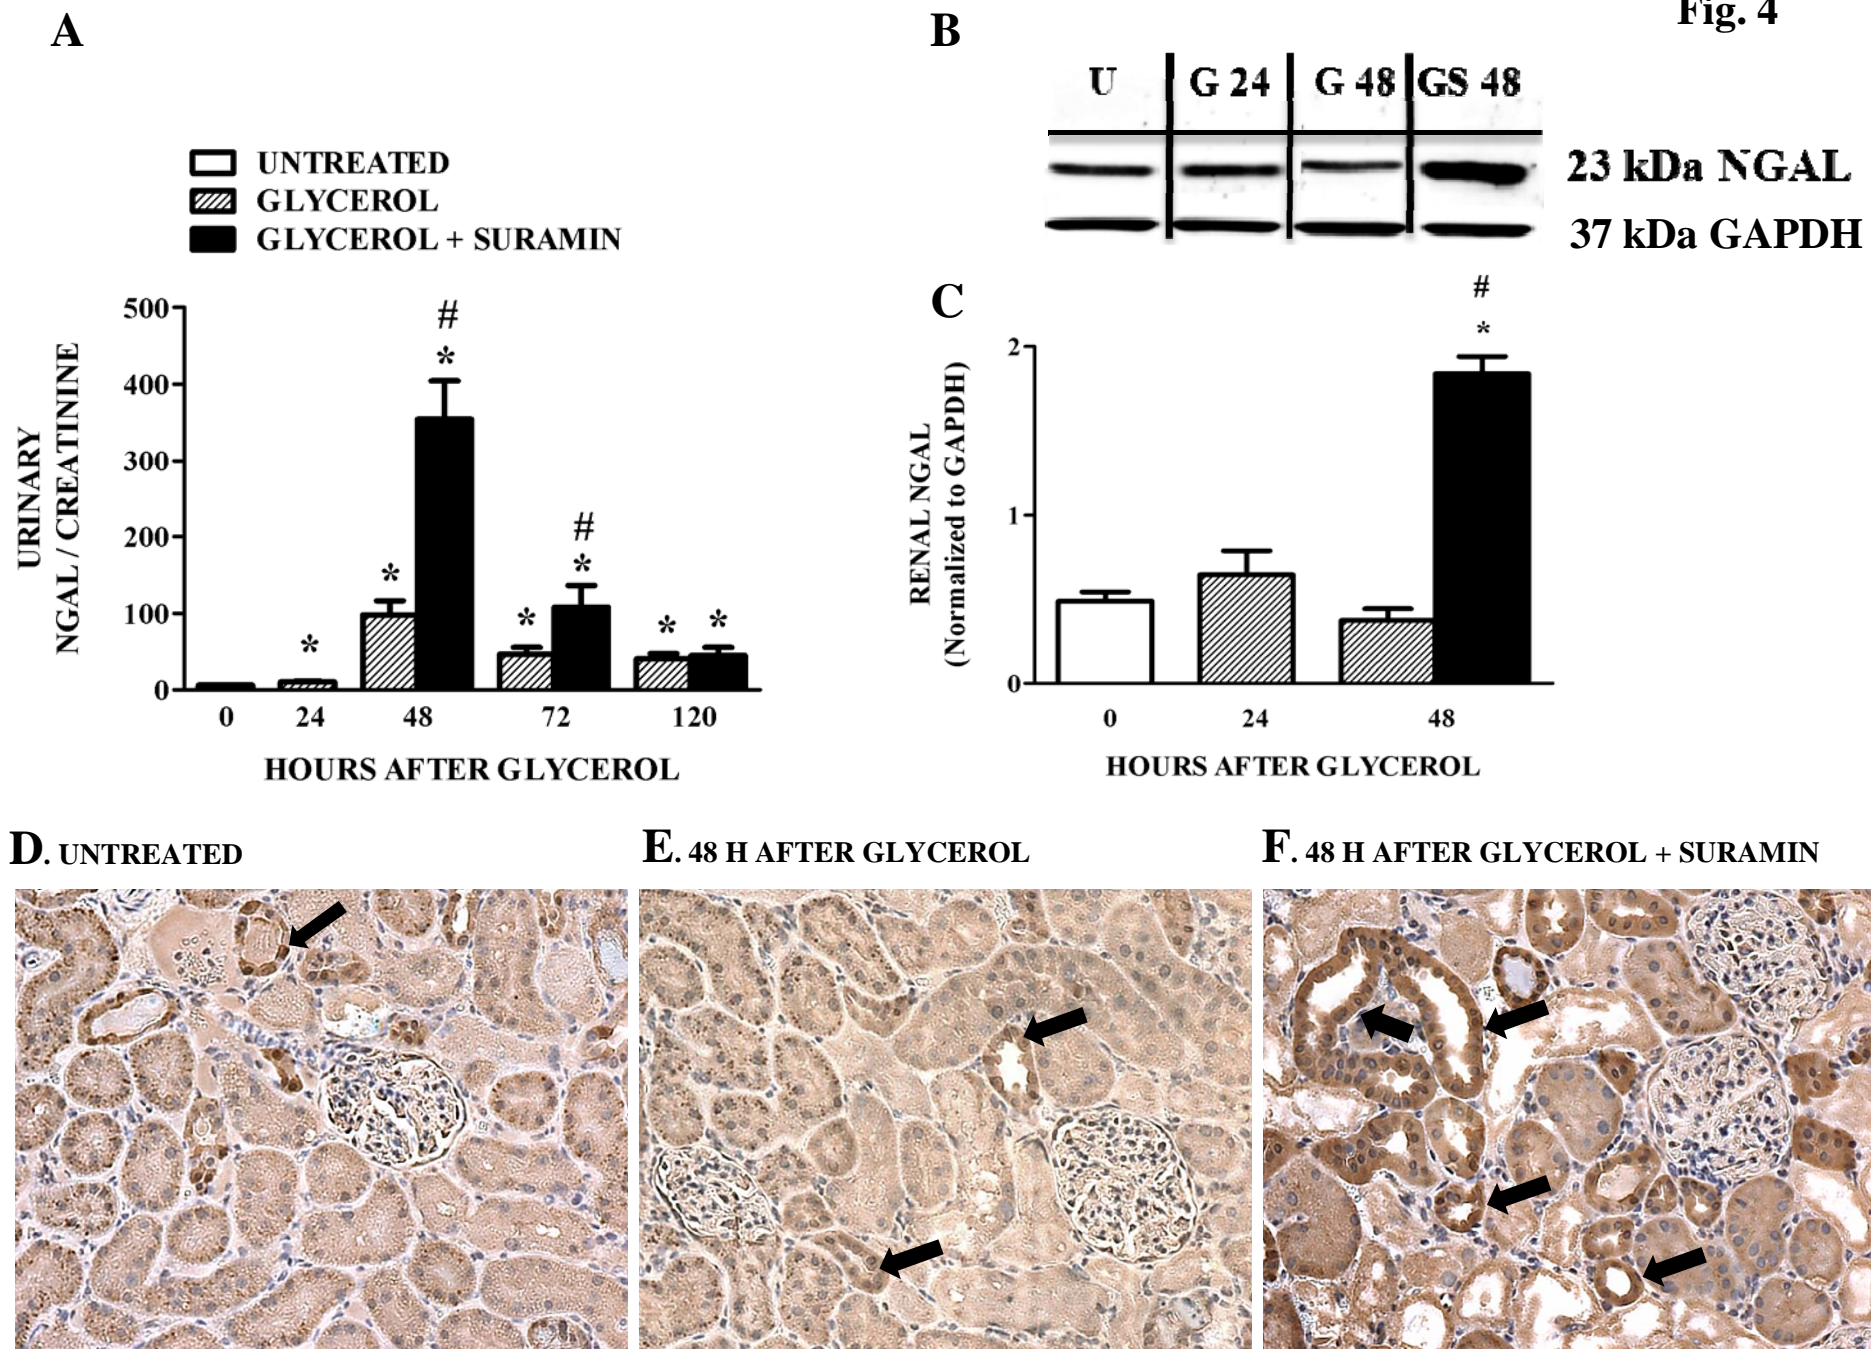 Fig. 4
A
UNTREATED
GLYCEROL
GLYCEROL + SURAMIN
URINARY
NGAL / CREATININE
500
400
300
200
100
0
# 
*
*
*
#
*
*
*
*
0 24 48 72 120
HOURS AFTER GLYCEROL
B
U G 24 G 48 GS 48
23 kDa NGAL
37 kDa GAPDH
C
RENAL NGAL
(Normalized to GAPDH)
2
1
0
#
*
0 24 48
HOURS AFTER GLYCEROL
D. UNTREATED
E. 48 H AFTER GLYCEROL
F. 48 H AFTER GLYCEROL + SURAMIN